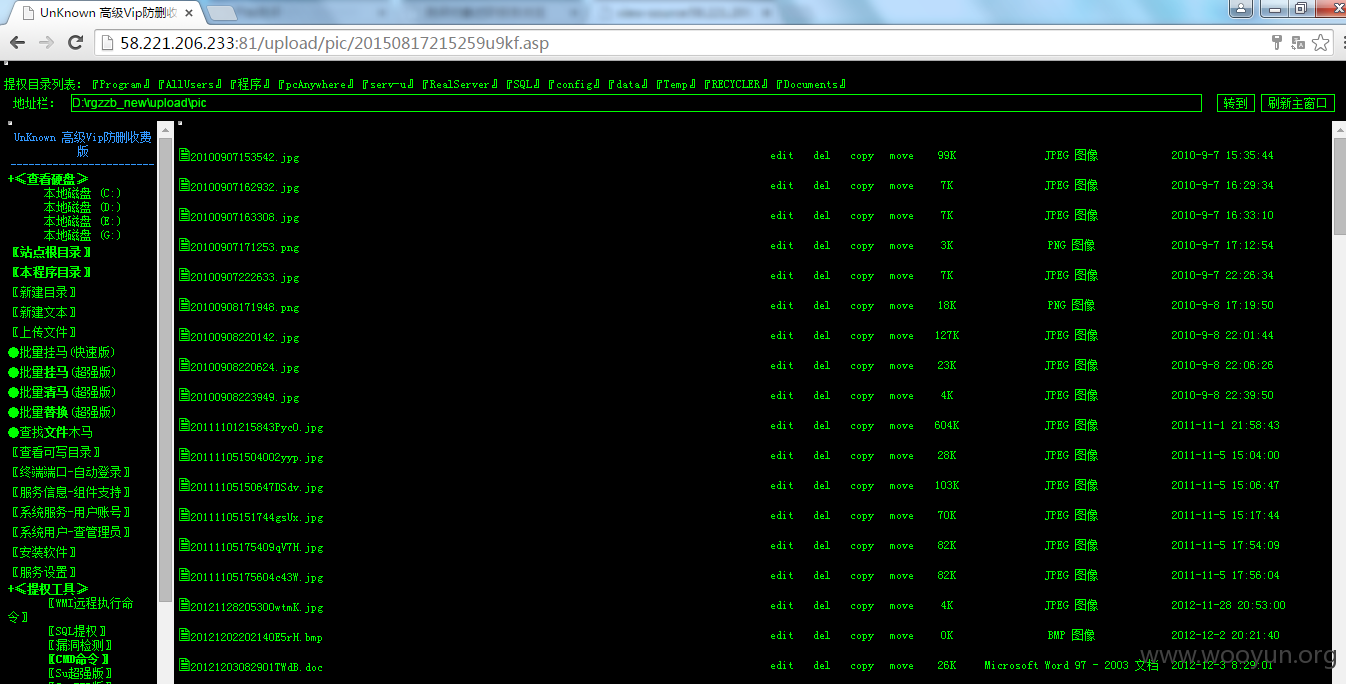 UnKnown 高级Vip防删收
58.221.206.233:81/upload/pic/20150817215259u9kf.asp
提权目录列表: 『Program』 『AllUsers』 『程序』 『pcAnywhere』 『serv-u』 『RealServer』 『SQL』 『config』 『data』 『Temp』 『RECYCLER』 『Documents』
地址栏: D:\rgzzb_new\upload\pic 转到 刷新主窗口
UnKnown 高级Vip防删收费
版
+≪查看硬盘≫
本地磁盘 (C:)
本地磁盘 (D:)
本地磁盘 (E:)
本地磁盘 (G:)
〖站点根目录〗
〖本程序目录〗
〖新建目录〗
〖新建文本〗
〖上传文件〗
●批量挂马(快速版)
●批量挂马(超强版)
●批量清马(超强版)
●批量替换(超强版)
●查找文件木马
〖查看可写目录〗
〖终端端口-自动登录〗
〖服务信息-组件支持〗
〖系统服务-用户账号〗
〖系统用户-查管理员〗
〖安装软件〗
〖服务设置〗
+≪提权工具≫
〖WMI远程执行命
令〗
〖SQL提权〗
〖漏洞检测〗
〖CMD命令〗
〖Su超强版〗
20100907153542.jpg edit del copy move 99K JPEG 图像 2010-9-7 15:35:44
20100907162932.jpg edit del copy move 7K JPEG 图像 2010-9-7 16:29:34
20100907163308.jpg edit del copy move 7K JPEG 图像 2010-9-7 16:33:10
20100907171253.png edit del copy move 3K PNG 图像 2010-9-7 17:12:54
20100907222633.jpg edit del copy move 7K JPEG 图像 2010-9-7 22:26:34
20100908171948.png edit del copy move 18K PNG 图像 2010-9-8 17:19:50
20100908220142.jpg edit del copy move 127K JPEG 图像 2010-9-8 22:01:44
20100908220624.jpg edit del copy move 23K JPEG 图像 2010-9-8 22:06:26
20100908223949.jpg edit del copy move 4K JPEG 图像 2010-9-8 22:39:50
20111101215843PycO.jpg edit del copy move 604K JPEG 图像 2011-11-1 21:58:43
201111051504002yyp.jpg edit del copy move 28K JPEG 图像 2011-11-5 15:04:00
20111105150647DSdv.jpg edit del copy move 103K JPEG 图像 2011-11-5 15:06:47
20111105151744gsUx.jpg edit del copy move 70K JPEG 图像 2011-11-5 15:17:44
20111105175409qV7H.jpg edit del copy move 82K JPEG 图像 2011-11-5 17:54:09
20111105175604c43W.jpg edit del copy move 82K JPEG 图像 2011-11-5 17:56:04
20121128205300wtmK.jpg edit del copy move 4K JPEG 图像 2012-11-28 20:53:00
20121202202140E5rH.bmp edit del copy move 0K BMP 图像 2012-12-2 20:21:40
20121203082901TWdB.doc edit del copy move 26K Microsoft Word 97 - 2003 文档 2012-12-3 8:29:01
www.wooyun.org